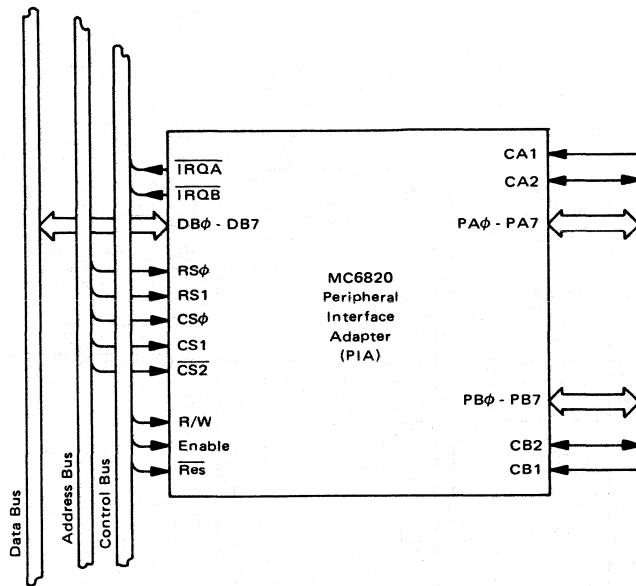 IRQA
IRQB
DBφ - DB7
RSφ
RS1
CSφ
CS1
CS2
R/W
Enable
Res
MC6820
Peripheral
Interface
Adapter
(PIA)
CA1
CA2
PAφ - PA7
PBφ - PB7
CB2
CB1
Data Bus
Address Bus
Control Bus